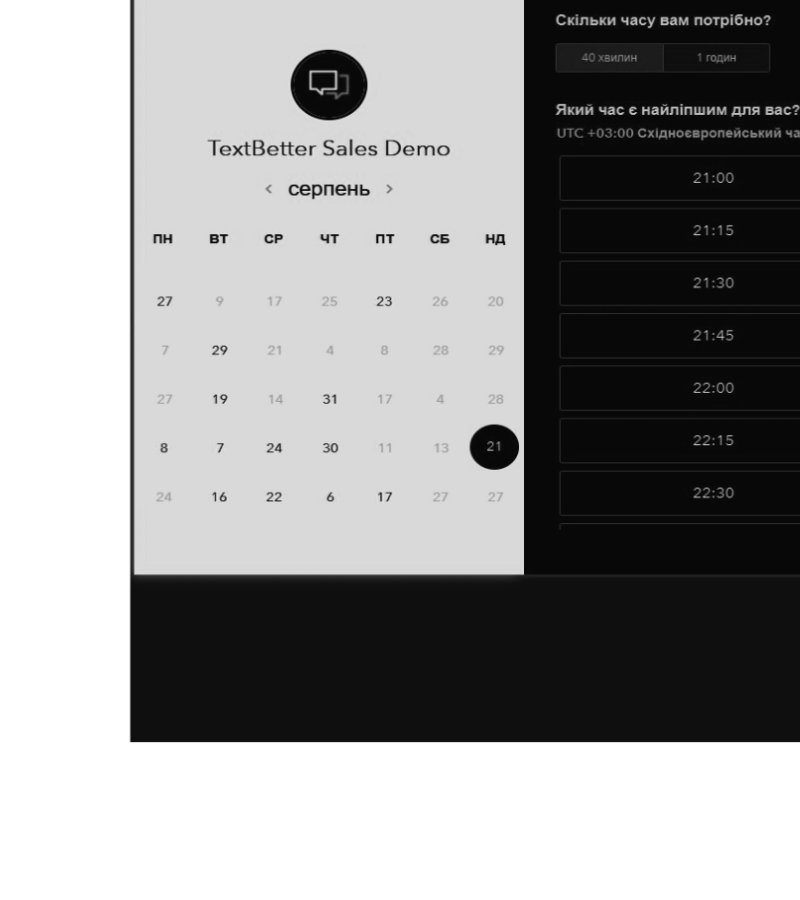 TextBetter Sales Demo
< серпень >
ПН ВТ СР ЧТ ПТ СБ НД
27 9 17 25 23 26 20
7 29 21 4 8 28 29
27 19 14 31 17 4 28
8 7 24 30 11 13 21
24 16 22 6 17 27 27
Скільки часу вам потрібно?
40 хвилин 1 годин
Який час є найліпшим для вас?
UTC +03:00 Східноєвропейський ча
21:00
21:15
21:30
21:45
22:00
22:15
22:30